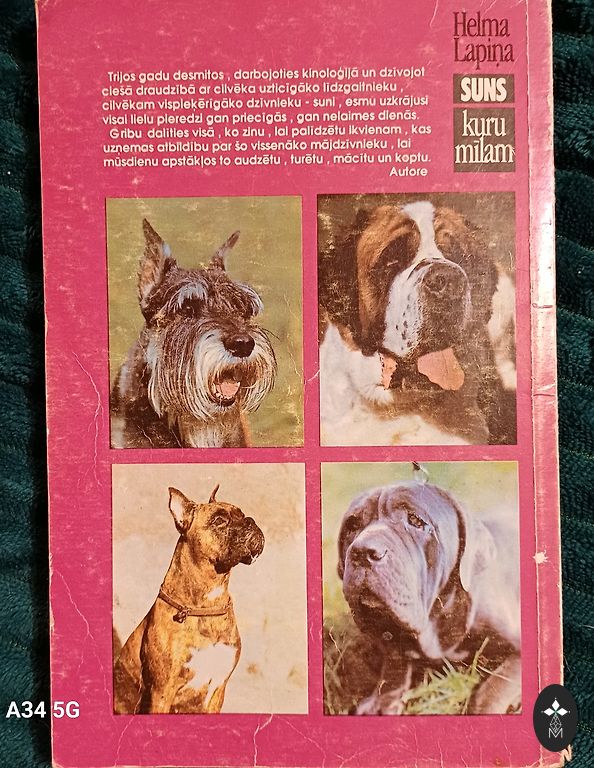 Helma
Lapiņa
SUNS
kuru
mīlam
Trijos gadu desmitos , darbojoties kinoloģijā un dzīvojot
ciešā draudzībā ar cilvēka uzticīgāko līdzgaitnieku ,
cilvēkam vispieķērīgāko dzīvnieku - suni , esmu uzkrājusi
visai lielu pieredzi gan priecīgās , gan nelaimes dienās.
Gribu dalīties visā , ko zinu , lai palīdzētu ikvienam , kas
uzņemas atbildību par šo vissenāko mājdzīvnieku , lai
mūsdienu apstākļos to audzētu , turētu , mācītu un koptu.
Autore
A34 5G
M